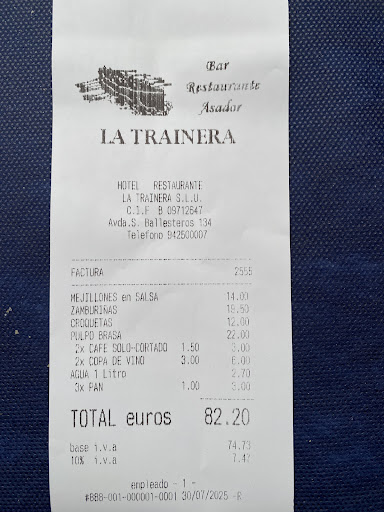 Bar
Restaurante
Asador
LA TRAINERA
HOTEL RESTAURANTE
LA TRAINERA S.L.U.
C.I.F B 09712647
Avda.S. Ballesteros 134
Telefono 942500007
FACTURA 2555
MEJILLONES en SALSA 14.00
ZAMBURIÑAS 19.50
CROQUETAS 12.00
PULPO BRASA 22.00
2x CAFE SOLO-CORTADO 1.50 3.00
2x COPA DE VINO 3.00 6.00
AGUA 1 Litro 2.70
3x PAN 1.00 3.00
TOTAL euros 82.20
base i.v.a 74.73
10% i.v.a 7.47
empleado - 1 -
#BBB-001-000001-0001 30/07/2025 -R